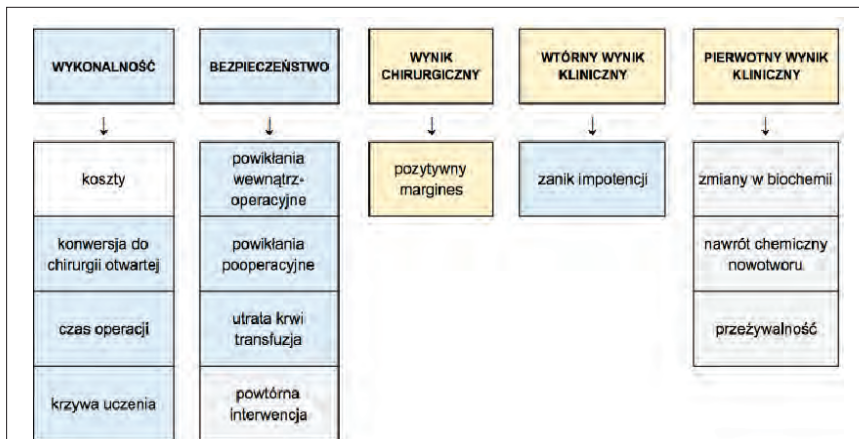 WYKONALNOŚĆ
BEZPIECZEŃSTWO
WYNIK
CHIRURGICZNY
WTÓRNY WYNIK
KLINICZNY
PIERWOTNY WYNIK
KLINICZNY
koszty
konwersja do
chirurgii otwartej
czas operacji
krzywa uczenia
powikłania
wewnątrz-
operacyjne
powikłania
pooperacyjne
utrata krwi
transfuzja
powtórna
interwencja
pozytywny
margines
zanik impotencji
zmiany w biochemii
nawrót chemiczny
nowotworu
przeżywalność